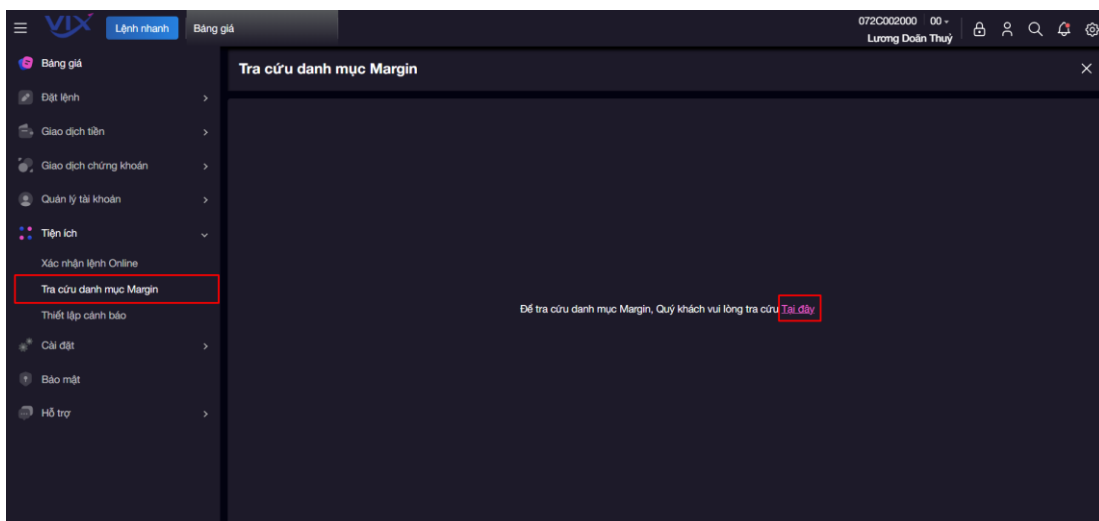 VIX
Lệnh nhanh
Bảng giá
072C002000 00
Lương Doãn Thuỳ
Bảng giá
Đặt lệnh
Giao dịch tiền
Giao dịch chứng khoán
Quản lý tài khoản
Tiện ích
Xác nhận lệnh Online
Tra cứu danh mục Margin
Thiết lập cảnh báo
Cài đặt
Bảo mật
Hỗ trợ
Tra cứu danh mục Margin
Để tra cứu danh mục Margin, Quý khách vui lòng tra cứu Tại đây